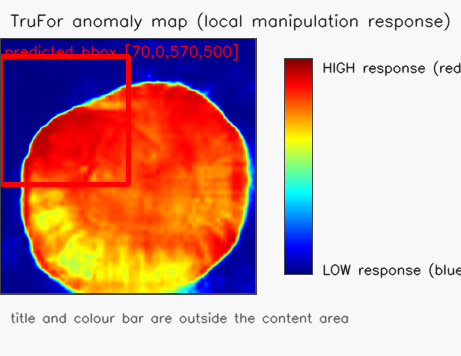 TruFor anomaly map (local manipulation response)
predicted bbox [70,0,570,500]
HIGH response (red
LOW response (blue
title and colour bar are outside the content area